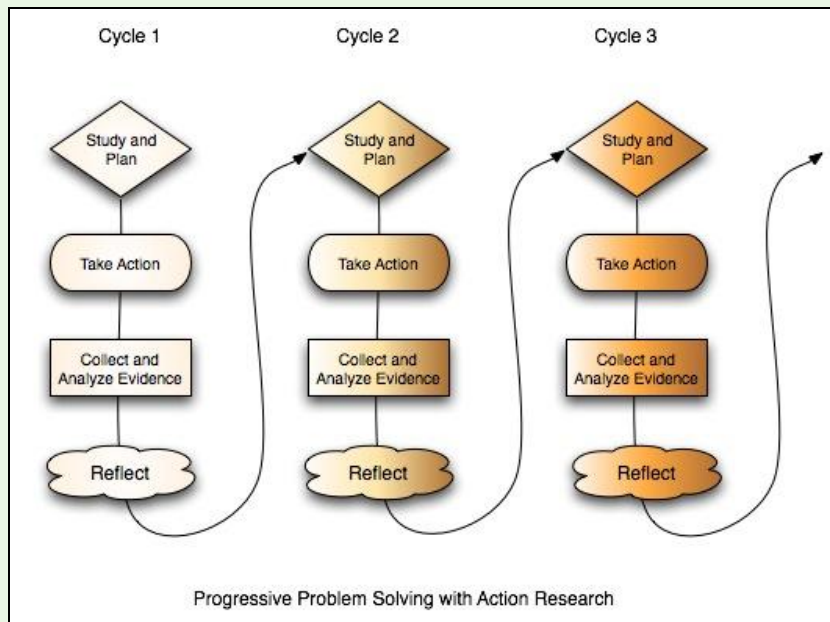 Cycle 1
Cycle 2
Cycle 3
Study and
Plan
Study and
Plan
Study and
Plan
Take Action
Take Action
Take Action
Collect and
Analyze Evidence
Collect and
Analyze Evidence
Collect and
Analyze Evidence
Reflect
Reflect
Reflect
Progressive Problem Solving with Action Research